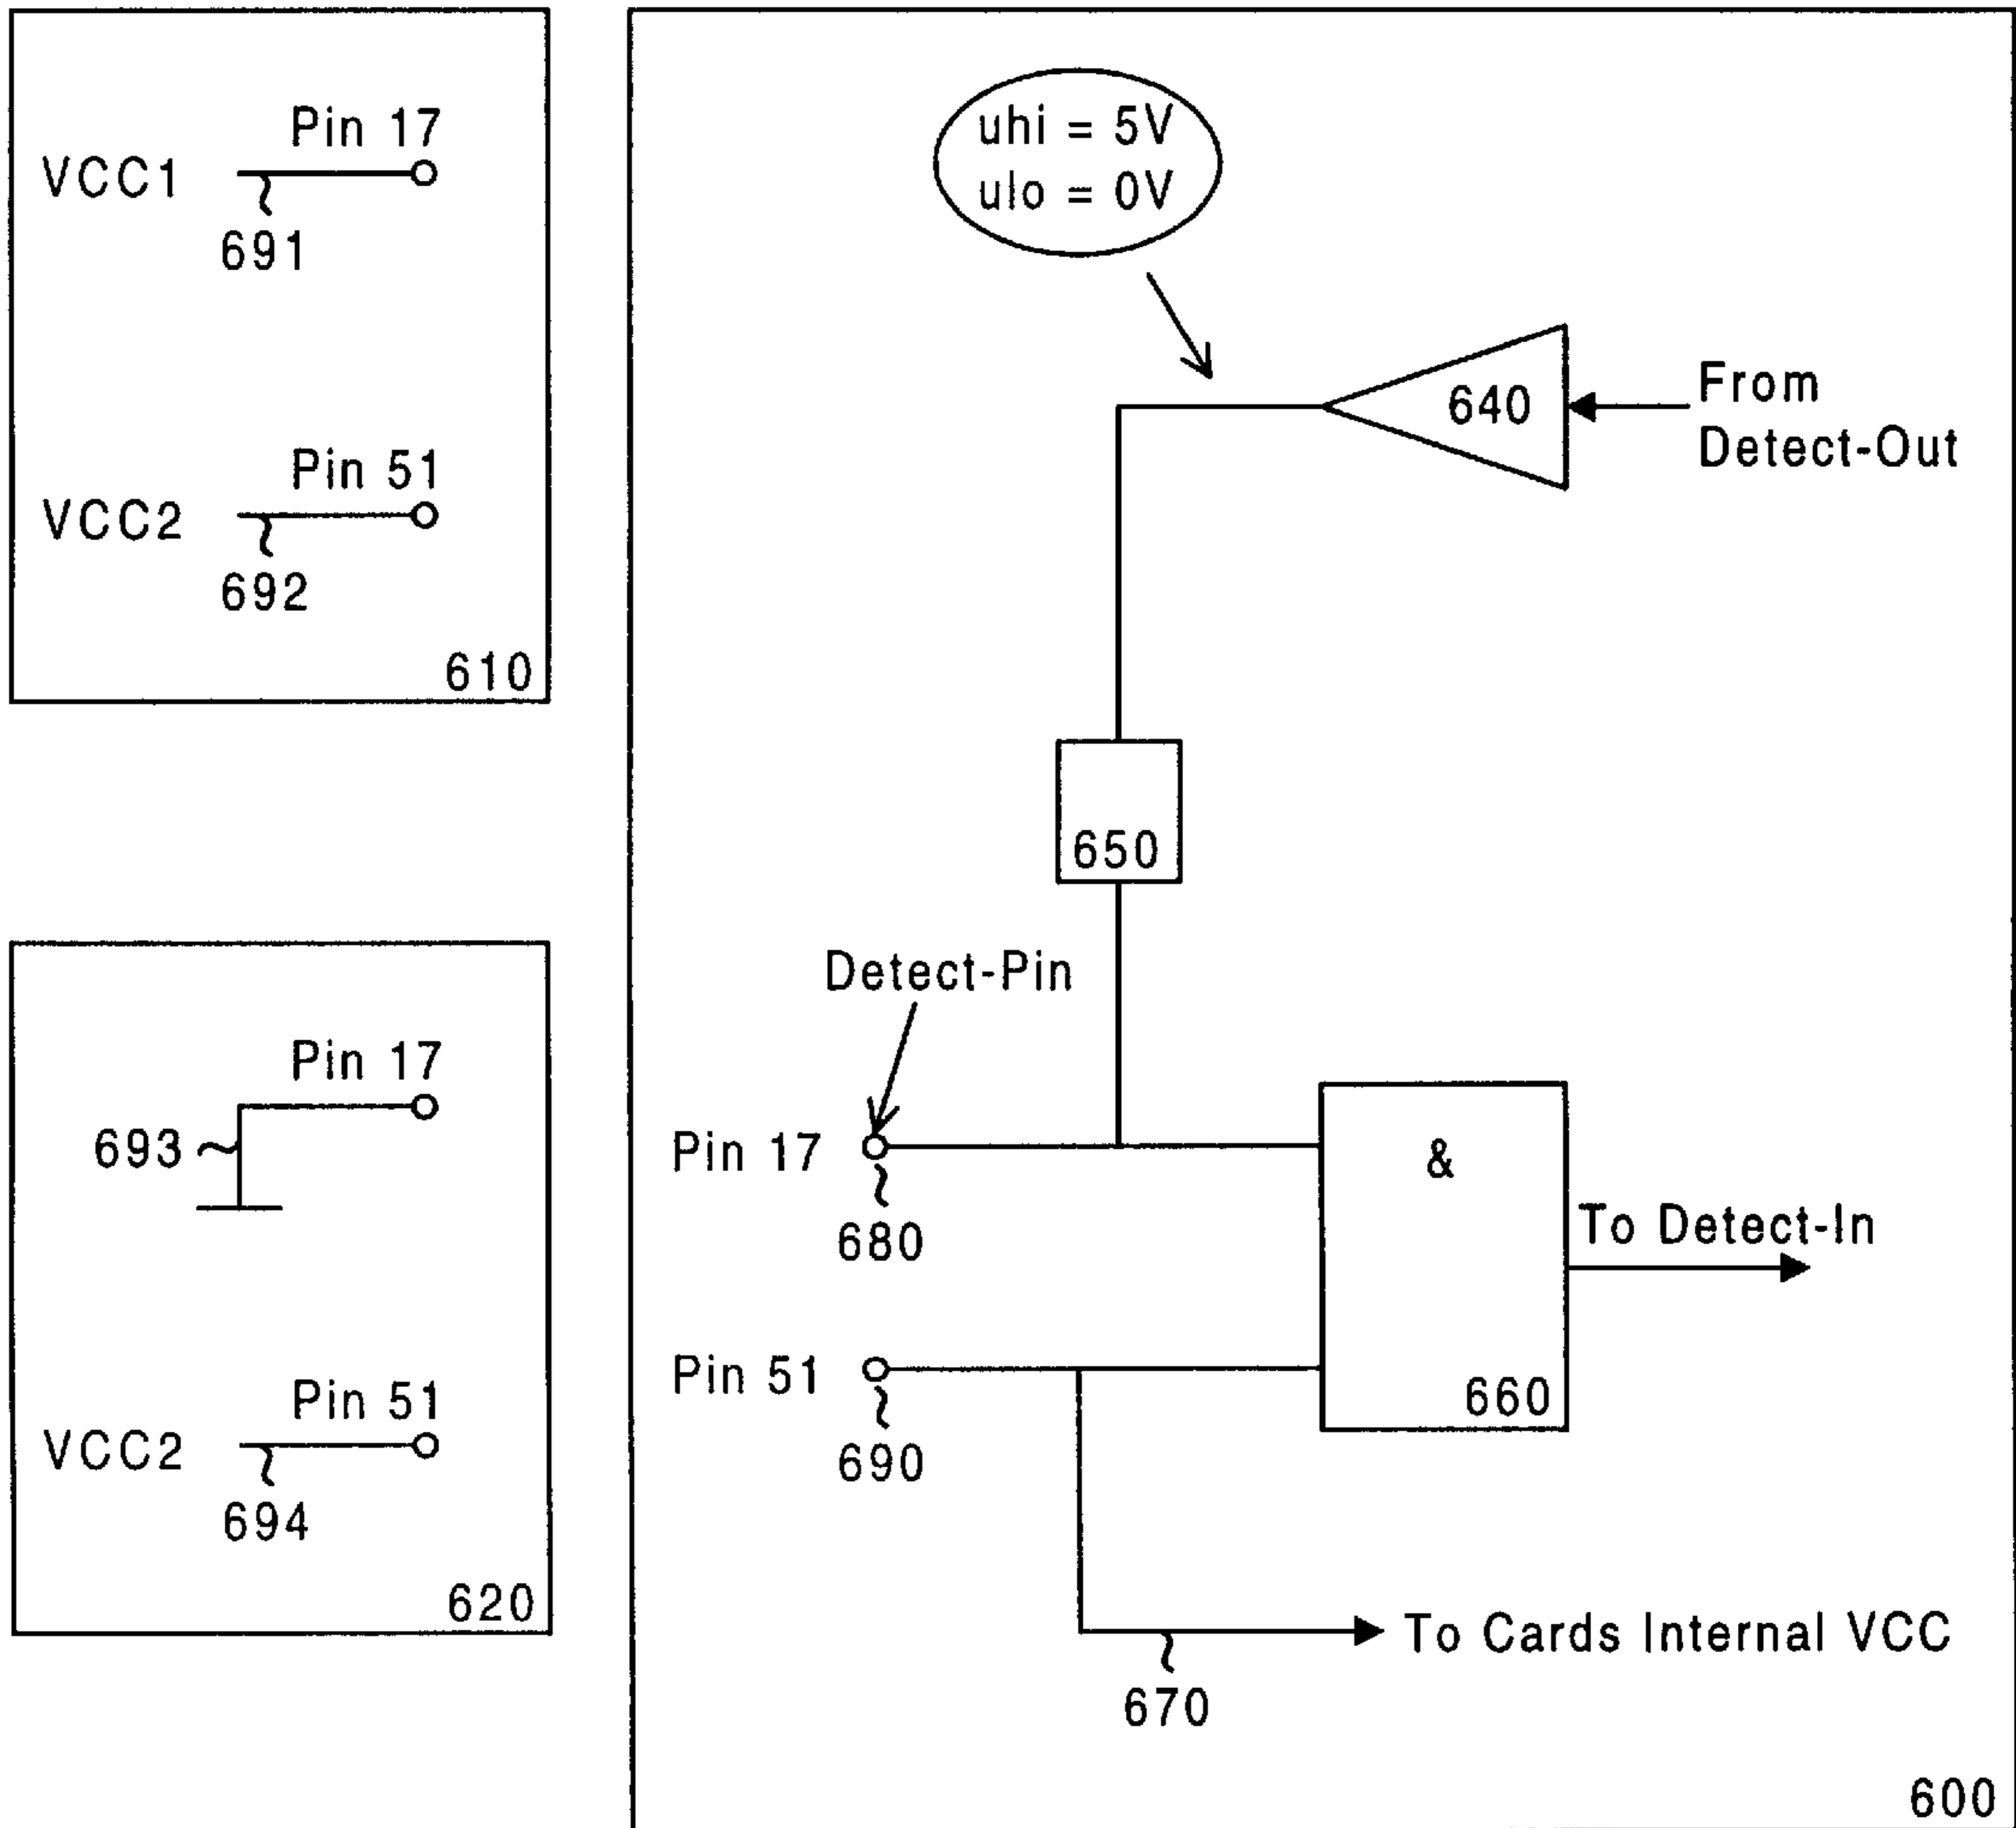 Pin 17
VCC1
691
Pin 51
VCC2
692
610
Pin 17
693
Pin 51
VCC2
694
620
uhi = 5V
ulo = 0V
640
From
Detect-Out
650
Detect-Pin
Pin 17
680
&
To Detect-In
Pin 51
690
660
To Cards Internal VCC
670
600